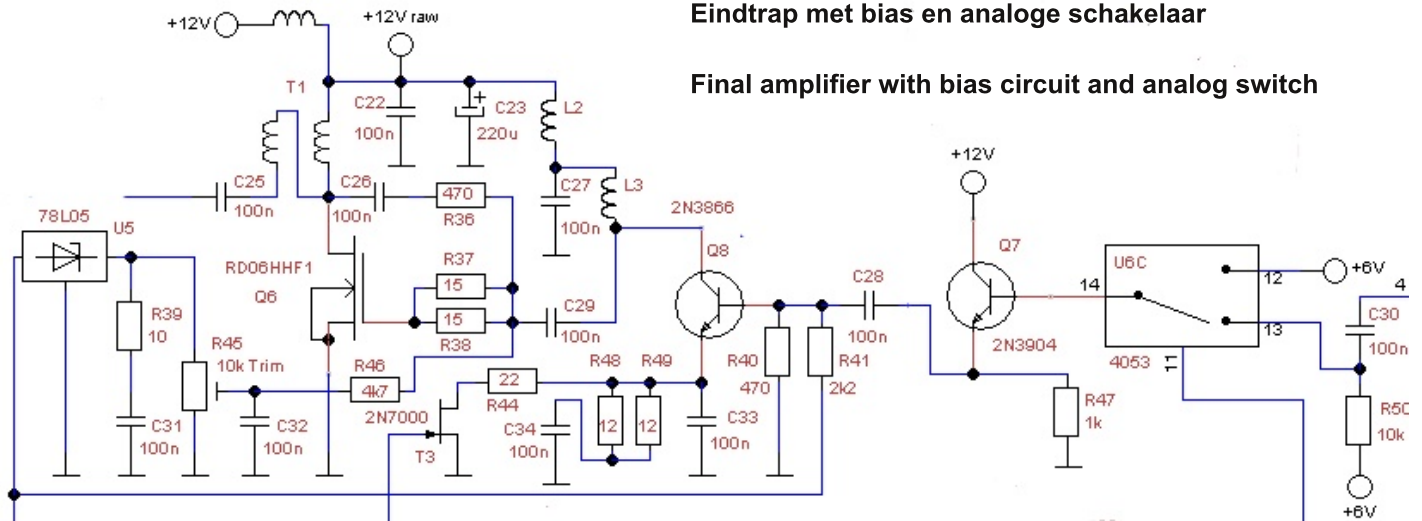 Eindtrap met bias en analoge schakelaar
+12V
+12V raw
Final amplifier with bias circuit and analog switch
T1
C22
100n
+
C23
220u
L2
+12V
C25
100n
C26
100n
470
R36
C27
100n
L3
2N3866
78L05
U5
Q8
Q7
RD06HHF1
Q6
R37
15
C28
100n
U6C
14
12
+6V
4
R39
10
15
R38
C29
100n
2N3904
13
C30
100n
R45
10k Trim
R46
4k7
R48
R49
R40
470
R41
2k2
4053
11
22
R44
2N7000
R47
1k
R50
10k
C31
100n
C32
100n
T3
C34
100n
12
12
C33
100n
+6V